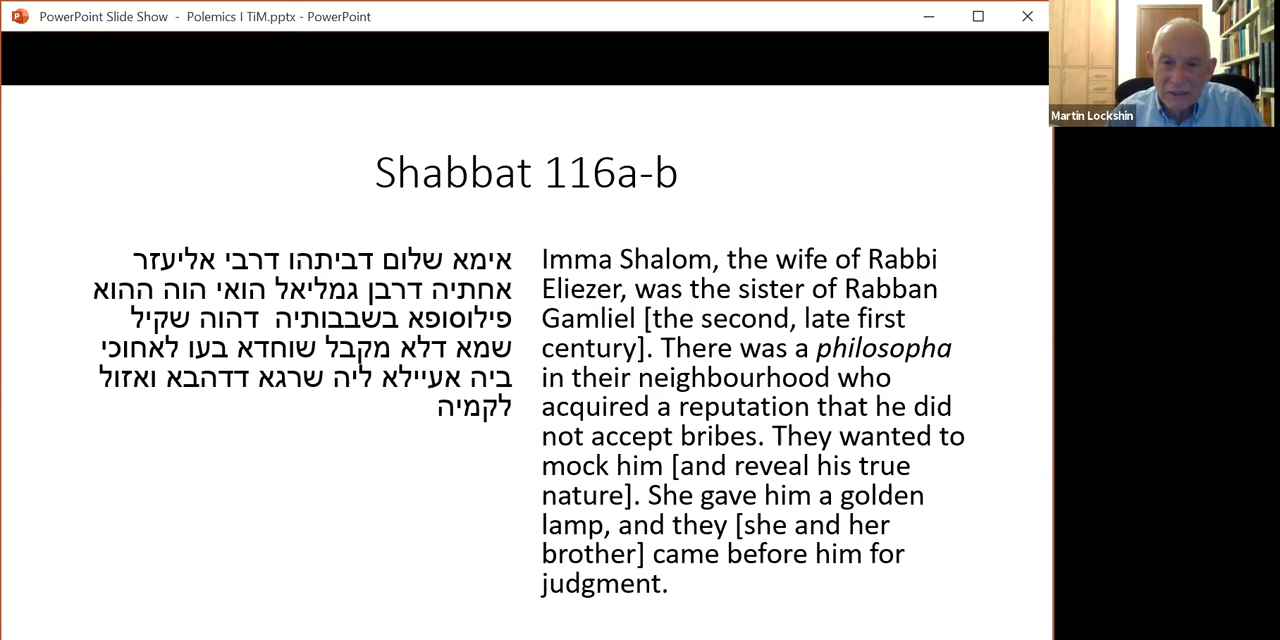 PowerPoint Slide Show - Polemics I TiM.pptx - PowerPoint
Martin Lockshin
Shabbat 116a-b
אימא שלום דביתהו דרבי אליעזר
אחתיה דרבן גמליאל הואי הוה ההוא
פילוסופא בשבבותיה דהוה שקיל
שמא דלא מקבל שוחדא בעו לאחוכי
ביה אעיילא ליה שרגא דדהבא ואזול
לקמיה
Imma Shalom, the wife of Rabbi
Eliezer, was the sister of Rabban
Gamliel [the second, late first
century]. There was a philosopha
in their neighbourhood who
acquired a reputation that he did
not accept bribes. They wanted to
mock him [and reveal his true
nature]. She gave him a golden
lamp, and they [she and her
brother] came before him for
judgment.